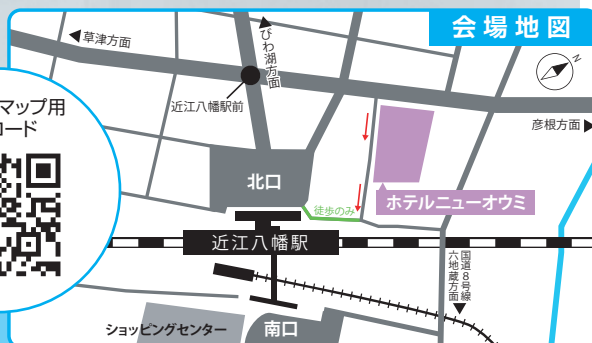 会場地図
草津方面
びわ湖方面
N
近江八幡駅前
マップ用
コード
彦根方面
北口
徒歩のみ
ホテルニューオウミ
近江八幡駅
国道8号線
六地蔵方面
ショッピングセンター
南口